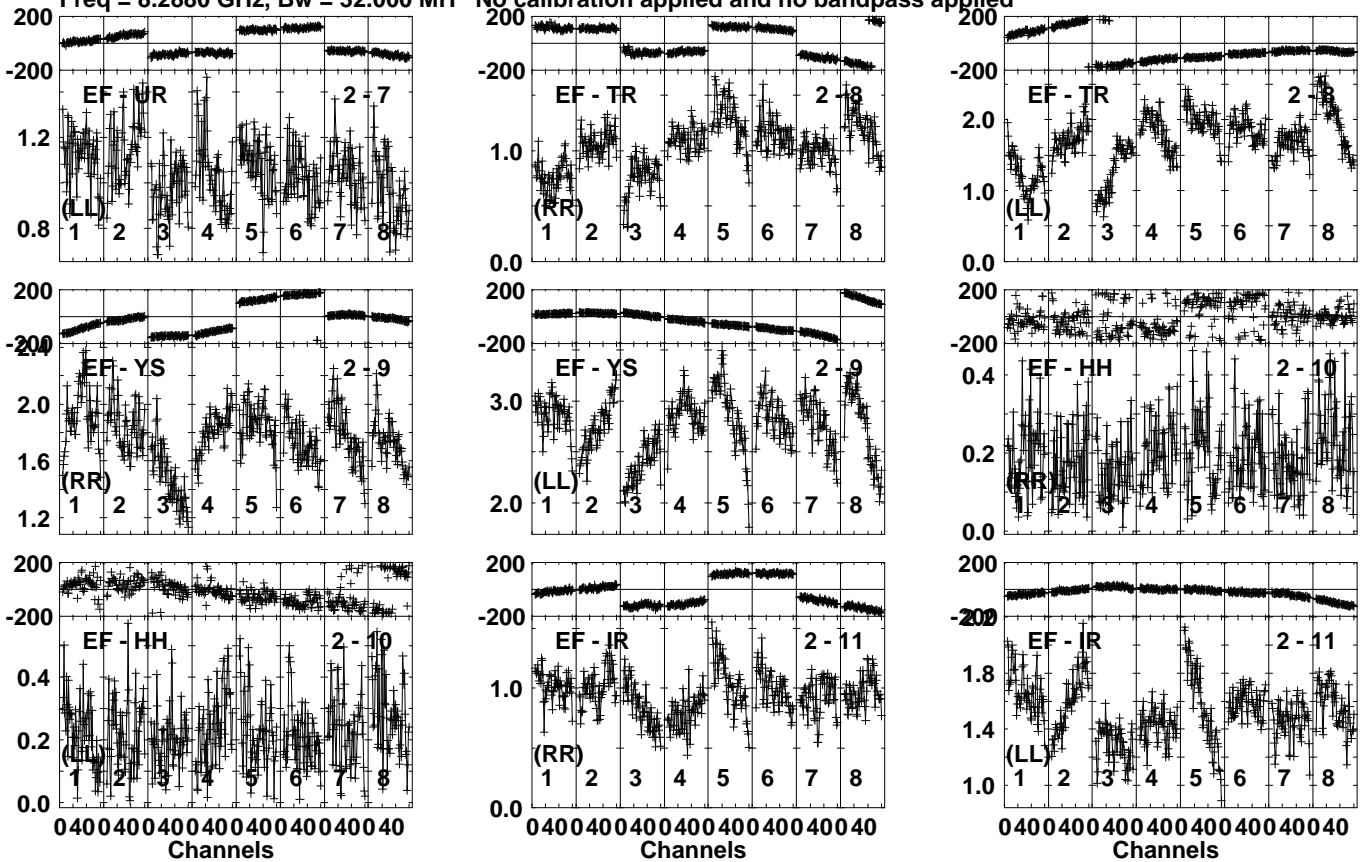 Freq = 8.2880 GHz, Bw = 32.000 MH No calibration applied and no bandpass applied
200 200 200
-200 -200 -200
EF - UR 2 - 7 EF - TR 2 - 8 EF - TR 2 - 8
1.2 1.0 2.0
0.8 0.0 1.0
0.0
(LL) (RR) (LL)
1 2 3 4 5 6 7 8 1 2 3 4 5 6 7 8 1 2 3 4 5 6 7 8
200 200 200
-200 -200 -200
2.4
EF - YS 2 - 9 EF - YS 2 - 9 EF - HH 2 - 10
2.0 3.0 0.4
1.6 2.0 0.2
1.2 0.0
(RR) (LL) (RR)
1 2 3 4 5 6 7 8 1 2 3 4 5 6 7 8 1 2 3 4 5 6 7 8
200 200 200
-200 -200 -200
2.2
EF - HH 2 - 10 EF - IR 2 - 11 EF - IR 2 - 11
0.4 1.0 1.8
0.2 0.0 1.4
0.0 1.0
(LL) (RR) (LL)
1 2 3 4 5 6 7 8 1 2 3 4 5 6 7 8 1 2 3 4 5 6 7 8
0 40 0 40 0 40 0 40 0 40 0 40 0 40 0 40 0 40 0 40 0 40 0 40 0 40 0 40 0 40 0 40 0 40 0 40 0 40 0 40 0 40 0 40 0 40 0 40
Channels Channels Channels